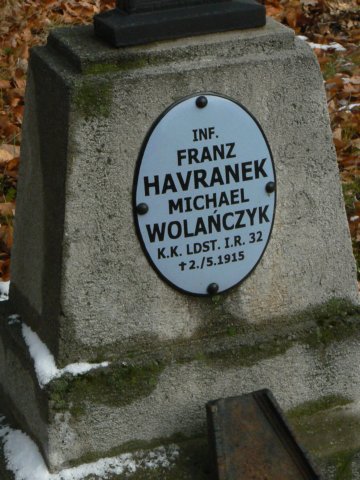 INF.
FRANZ
HAVRANEK
MICHAEL
WOLAŃCZYK
K.K. LDST. I.R. 32
†2./5.1915